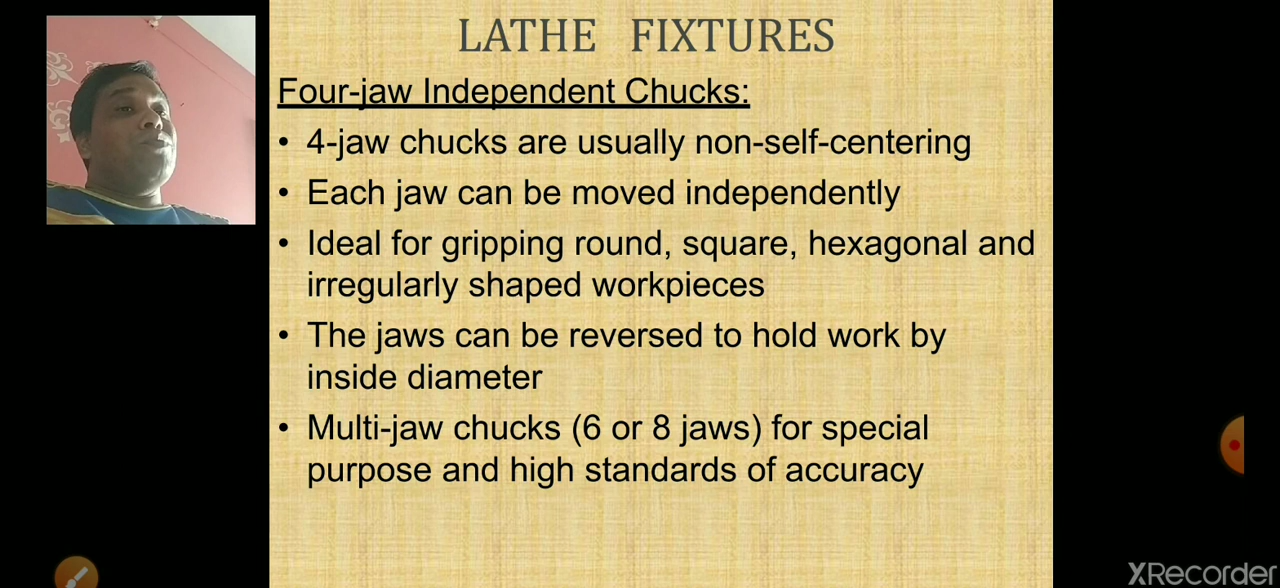 LATHE FIXTURES
Four-jaw Independent Chucks:
• 4-jaw chucks are usually non-self-centering
• Each jaw can be moved independently
• Ideal for gripping round, square, hexagonal and
irregularly shaped workpieces
• The jaws can be reversed to hold work by
inside diameter
• Multi-jaw chucks (6 or 8 jaws) for special
purpose and high standards of accuracy
XRecorder